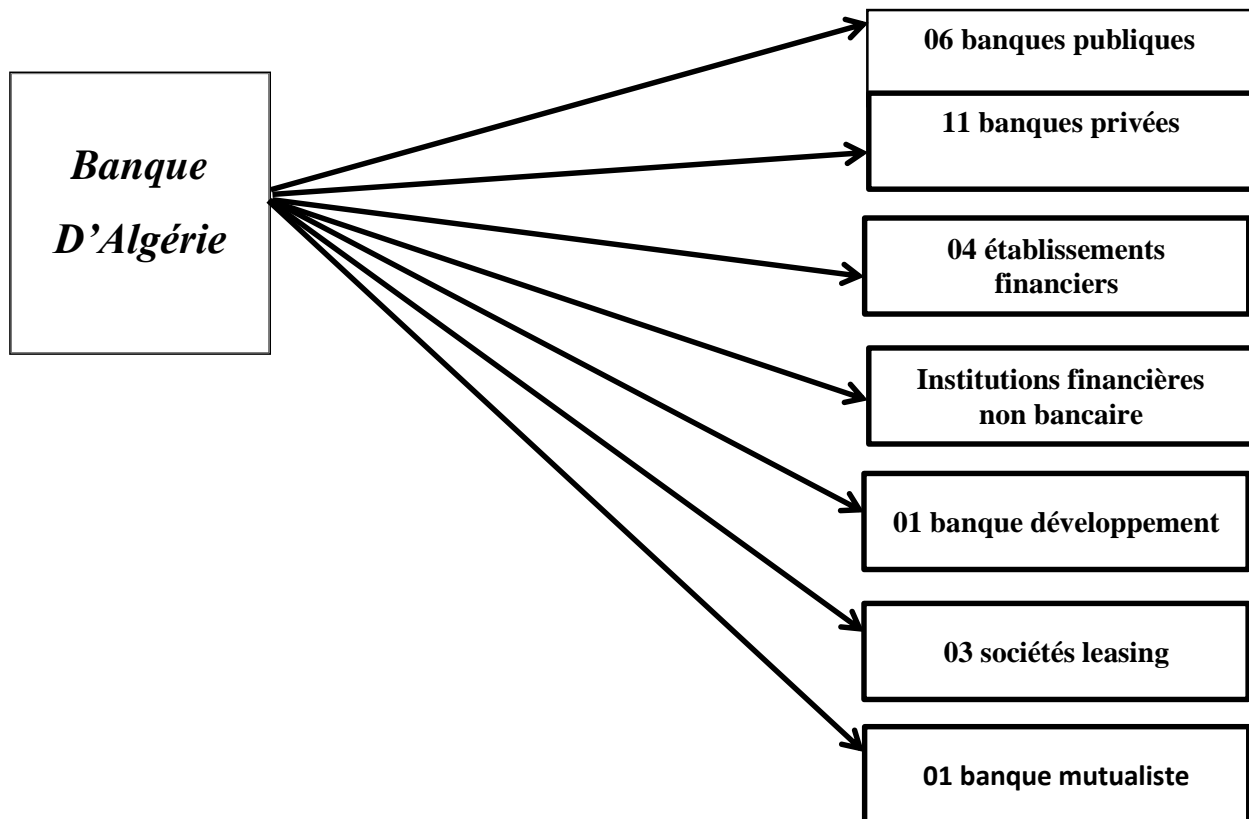 Banque
D’Algérie
06 banques publiques
11 banques privées
04 établissements
financiers
Institutions financières
non bancaire
01 banque développement
03 sociétés leasing
01 banque mutualiste